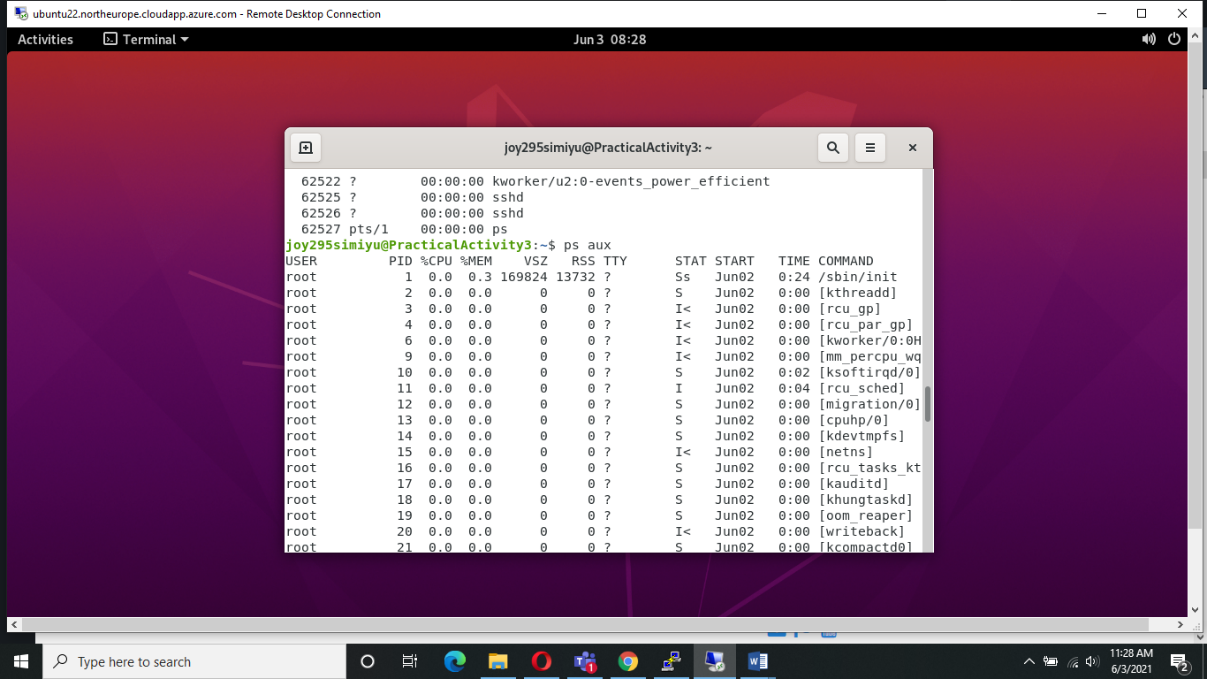 ubuntu22.northeurope.cloudapp.azure.com - Remote Desktop Connection
Activities Terminal Jun 3 08:28
joy295simiyu@PracticalActivity3: ~
62522 ? 00:00:00 kworker/u2:0-events_power_efficient
62525 ? 00:00:00 sshd
62526 ? 00:00:00 sshd
62527 pts/1 00:00:00 ps
joy295simiyu@PracticalActivity3:~$ ps aux
USER PID %CPU %MEM VSZ RSS TTY STAT START TIME COMMAND
root 1 0.0 0.3 169824 13732 ? Ss Jun02 0:24 /sbin/init
root 2 0.0 0.0 0 0 ? S Jun02 0:00 [kthreadd]
root 3 0.0 0.0 0 0 ? I< Jun02 0:00 [rcu_gp]
root 4 0.0 0.0 0 0 ? I< Jun02 0:00 [rcu_par_gp]
root 6 0.0 0.0 0 0 ? I< Jun02 0:00 [kworker/0:0H
root 9 0.0 0.0 0 0 ? I< Jun02 0:00 [mm_percpu_wq
root 10 0.0 0.0 0 0 ? S Jun02 0:02 [ksoftirqd/0]
root 11 0.0 0.0 0 0 ? I Jun02 0:04 [rcu_sched]
root 12 0.0 0.0 0 0 ? S Jun02 0:00 [migration/0]
root 13 0.0 0.0 0 0 ? S Jun02 0:00 [cpuhp/0]
root 14 0.0 0.0 0 0 ? S Jun02 0:00 [kdevtmpfs]
root 15 0.0 0.0 0 0 ? I< Jun02 0:00 [netns]
root 16 0.0 0.0 0 0 ? S Jun02 0:00 [rcu_tasks_kt
root 17 0.0 0.0 0 0 ? S Jun02 0:00 [kauditd]
root 18 0.0 0.0 0 0 ? S Jun02 0:00 [khungtaskd]
root 19 0.0 0.0 0 0 ? S Jun02 0:00 [oom_reaper]
root 20 0.0 0.0 0 0 ? I< Jun02 0:00 [writeback]
root 21 0.0 0.0 0 0 ? S Jun02 0:00 [kcompactd0]
Type here to search
1
11:28 AM
6/3/2021
2